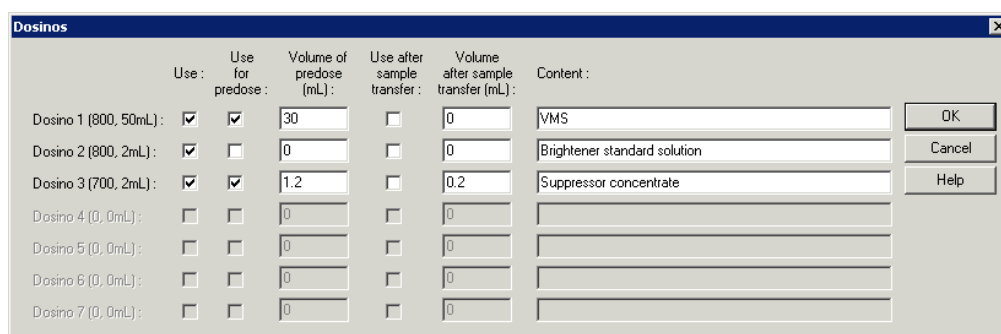 Dosinos
Use : Use for predose : Volume of predose (mL) : Use after sample transfer : Volume after sample transfer (mL) : Content :
Dosino 1 (800, 50mL) : 30 0 VMS OK
Dosino 2 (800, 2mL) : 0 0 Brightener standard solution Cancel
Dosino 3 (700, 2mL) : 1.2 0.2 Suppressor concentrate Help
Dosino 4 (0, 0mL) : 0 0
Dosino 5 (0, 0mL) : 0 0
Dosino 6 (0, 0mL) : 0 0
Dosino 7 (0, 0mL) : 0 0